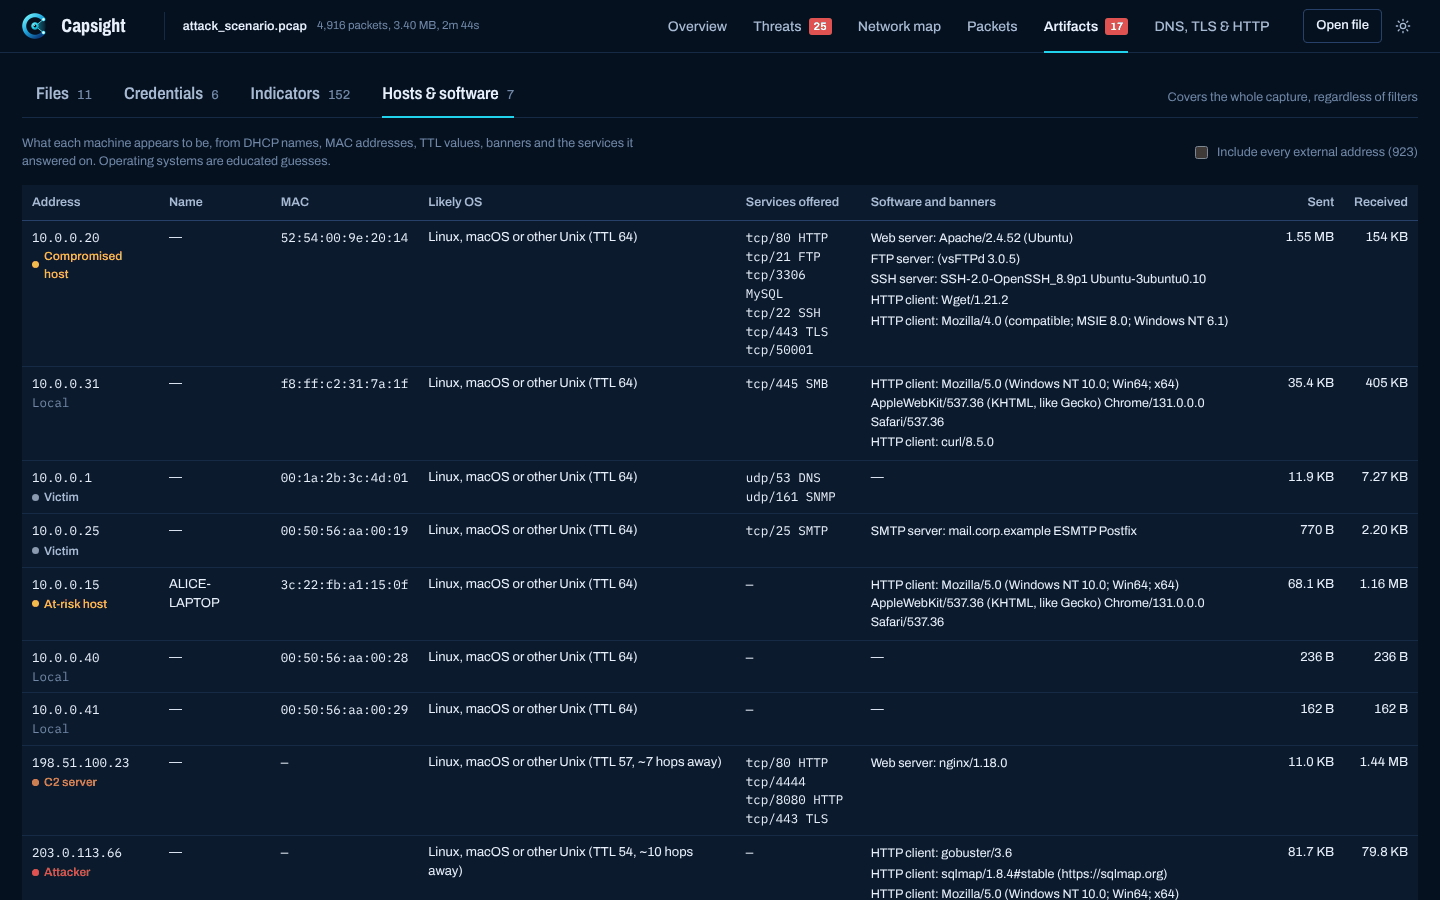 Capsight
attack_scenario.pcap 4,916 packets, 3.40 MB, 2m 44s
Overview
Threats 25
Network map
Packets
Artifacts 17
DNS, TLS & HTTP
Open file
Files 11
Credentials 6
Indicators 152
Hosts & software 7
Covers the whole capture, regardless of filters
What each machine appears to be, from DHCP names, MAC addresses, TTL values, banners and the services it
answered on. Operating systems are educated guesses.
Include every external address (923)
Address Name MAC Likely OS Services offered Software and banners Sent Received
10.0.0.20
Compromised
host
—
52:54:00:9e:20:14
Linux, macOS or other Unix (TTL 64)
tcp/80 HTTP
tcp/21 FTP
tcp/3306
MySQL
tcp/22 SSH
tcp/443 TLS
tcp/50001
Web server: Apache/2.4.52 (Ubuntu)
FTP server: (vsFTPd 3.0.5)
SSH server: SSH-2.0-OpenSSH_8.9p1 Ubuntu-3ubuntu0.10
HTTP client: Wget/1.21.2
HTTP client: Mozilla/4.0 (compatible; MSIE 8.0; Windows NT 6.1)
1.55 MB
154 KB
10.0.0.31
Local
—
f8:ff:c2:31:7a:1f
Linux, macOS or other Unix (TTL 64)
tcp/445 SMB
HTTP client: Mozilla/5.0 (Windows NT 10.0; Win64; x64)
AppleWebKit/537.36 (KHTML, like Gecko) Chrome/131.0.0.0
Safari/537.36
HTTP client: curl/8.5.0
35.4 KB
405 KB
10.0.0.1
Victim
—
00:1a:2b:3c:4d:01
Linux, macOS or other Unix (TTL 64)
udp/53 DNS
udp/161 SNMP
—
11.9 KB
7.27 KB
10.0.0.25
Victim
—
00:50:56:aa:00:19
Linux, macOS or other Unix (TTL 64)
tcp/25 SMTP
SMTP server: mail.corp.example ESMTP Postfix
770 B
2.20 KB
10.0.0.15
At-risk host
ALICE-
LAPTOP
3c:22:fb:a1:15:0f
Linux, macOS or other Unix (TTL 64)
–
HTTP client: Mozilla/5.0 (Windows NT 10.0; Win64; x64)
AppleWebKit/537.36 (KHTML, like Gecko) Chrome/131.0.0.0
Safari/537.36
68.1 KB
1.16 MB
10.0.0.40
Local
—
00:50:56:aa:00:28
Linux, macOS or other Unix (TTL 64)
–
—
236 B
236 B
10.0.0.41
Local
—
00:50:56:aa:00:29
Linux, macOS or other Unix (TTL 64)
–
—
162 B
162 B
198.51.100.23
C2 server
—
–
Linux, macOS or other Unix (TTL 57, ~7 hops away)
tcp/80 HTTP
tcp/4444
tcp/8080 HTTP
tcp/443 TLS
Web server: nginx/1.18.0
11.0 KB
1.44 MB
203.0.113.66
Attacker
—
–
Linux, macOS or other Unix (TTL 54, ~10 hops
away)
–
HTTP client: gobuster/3.6
HTTP client: sqlmap/1.8.4#stable (https://sqlmap.org)
HTTP client: Mozilla/5.0 (Windows NT 10.0; Win64; x64)
81.7 KB
79.8 KB